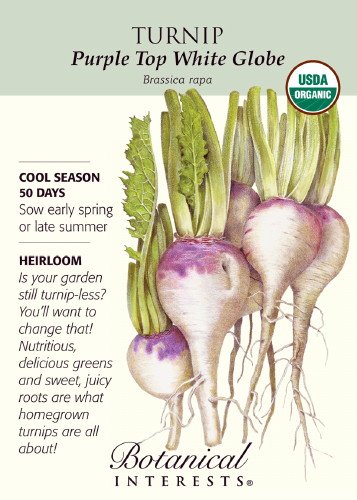 TURNIP
Purple Top White Globe
Brassica rapa
USDA
ORGANIC
COOL SEASON
50 DAYS
Sow early spring
or late summer
HEIRLOOM
Is your garden
still turnip-less?
You'll want to
change that!
Nutritious,
delicious greens
and sweet, juicy
roots are what
homegrown
turnips are all
about!
Botanical
INTERESTS®